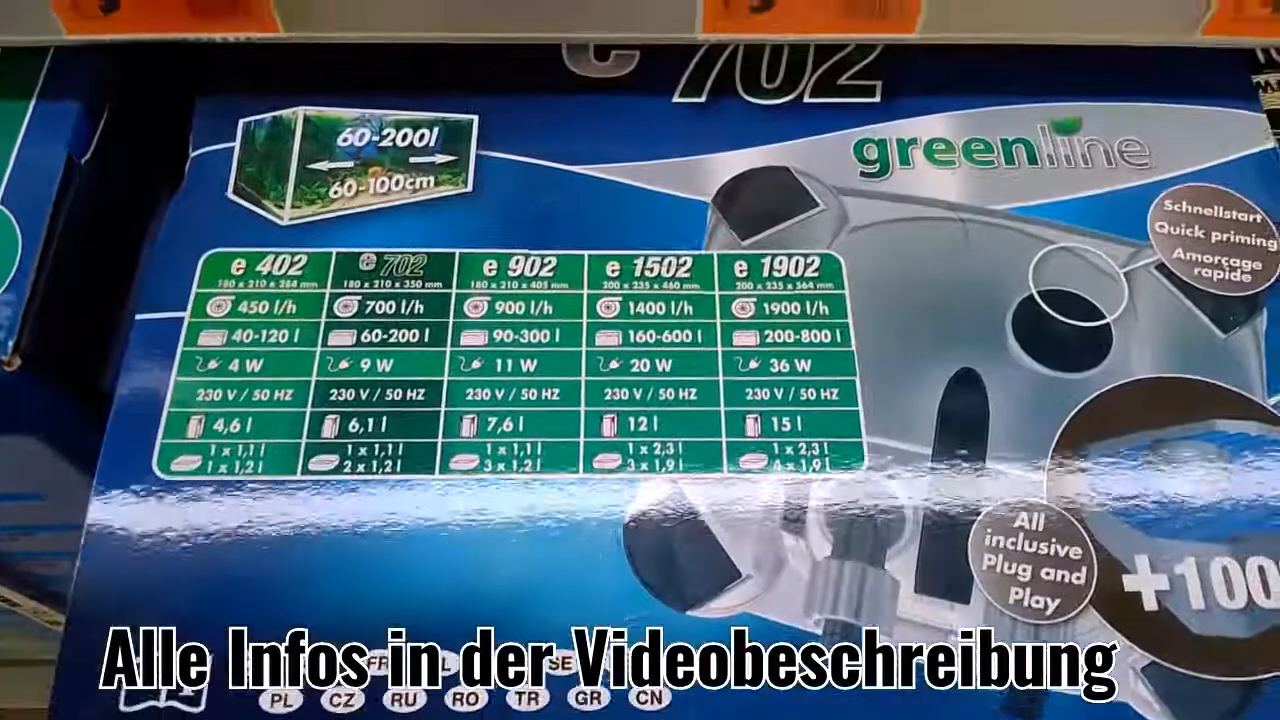 e 702
greenline
60-200l
60-100cm
Schnellstart
Quick priming
Amorçage
rapide
e 402 e 702 e 902 e 1502 e 1902
180 x 210 x 284 mm 180 x 210 x 350 mm 180 x 210 x 405 mm 200 x 235 x 460 mm 200 x 235 x 564 mm
450 l/h 700 l/h 900 l/h 1400 l/h 1900 l/h
40-120 l 60-200 l 90-300 l 160-600 l 200-800 l
4 W 9 W 11 W 20 W 36 W
230 V / 50 HZ 230 V / 50 HZ 230 V / 50 HZ 230 V / 50 HZ 230 V / 50 HZ
4,6 l 6,1 l 7,6 l 12 l 15 l
1 x 1,1 l 1 x 1,1 l 1 x 1,1 l 1 x 2,3 l 1 x 2,3 l
1 x 1,2 l 2 x 1,2 l 3 x 1,2 l 3 x 1,9 l 4 x 1,9 l
All
inclusive
Plug and
Play
+100
Alle Infos in der Videobeschreibung
FR SE
PL CZ RU RO TR GR CN